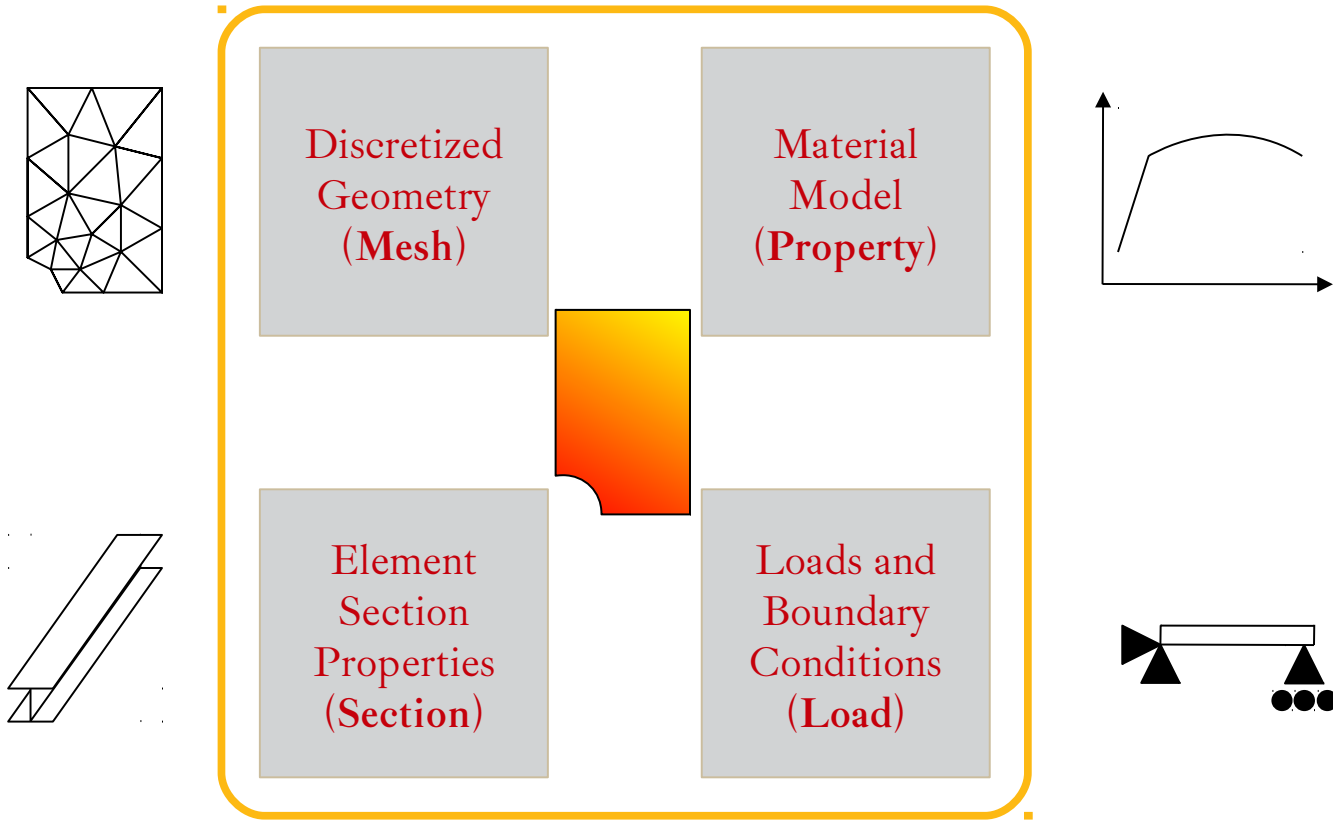 Discretized
Geometry
(Mesh)
Material
Model
(Property)
Element
Section
Properties
(Section)
Loads and
Boundary
Conditions
(Load)